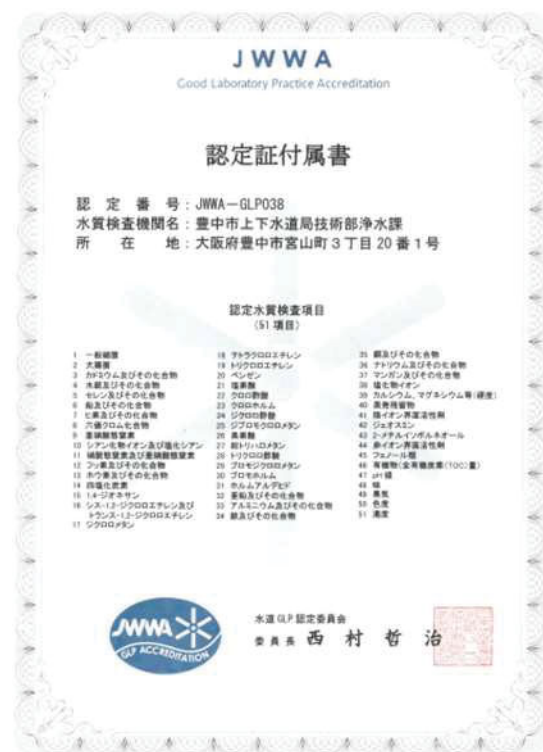 JWWA
Good Laboratory Practice Accreditation
認定証付属書
認定番号：JWWA－GLP038
水質検査機関名：豊中市上下水道局技術部浄水課
所在地：大阪府豊中市宮山町３丁目20番１号
認定水質検査項目
(51 項目)
1 一般細菌
2 大腸菌
3 カドミウム及びその化合物
4 水銀及びその化合物
5 セレン及びその化合物
6 鉛及びその化合物
7 ヒ素及びその化合物
8 六価クロム化合物
9 亜硝酸態窒素
10 シアン化物イオン及び塩化シアン
11 硝酸態窒素及び亜硝酸態窒素
12 フッ素及びその化合物
13 ホウ素及びその化合物
14 四塩化炭素
15 1,4-ジオキサン
16 シス-1,2-ジクロロエチレン及び
トランス-1,2-ジクロロエチレン
17 ジクロロメタン
18 テトラクロロエチレン
19 トリクロロエチレン
20 ベンゼン
21 塩素酸
22 クロロ酢酸
23 クロロホルム
24 ジクロロ酢酸
25 ジブロモクロロメタン
26 臭素酸
27 総トリハロメタン
28 トリクロロ酢酸
29 ブロモジクロロメタン
30 ブロモホルム
31 ホルムアルデヒド
32 亜鉛及びその化合物
33 アルミニウム及びその化合物
34 鉄及びその化合物
35 銅及びその化合物
36 ナトリウム及びその化合物
37 マンガン及びその化合物
38 塩化物イオン
39 カルシウム、マグネシウム等(硬度)
40 蒸発残留物
41 陰イオン界面活性剤
42 ジェオスミン
43 2-メチルイソボルネオール
44 非イオン界面活性剤
45 フェノール類
46 有機物(全有機炭素(TOC)量)
47 pH値
48 味
49 臭気
50 色度
51 濁度
JWWA
GLP ACCREDITATION
水道GLP認定委員会
委員長 西村哲治